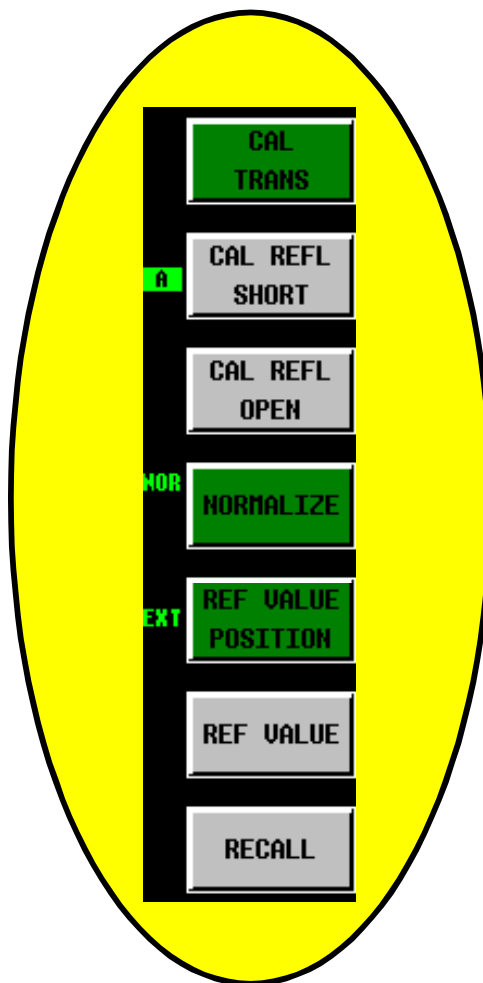 CAL
TRANS
A
CAL REFL
SHORT
CAL REFL
OPEN
NOR
NORMALIZE
EXT
REF VALUE
POSITION
REF VALUE
RECALL